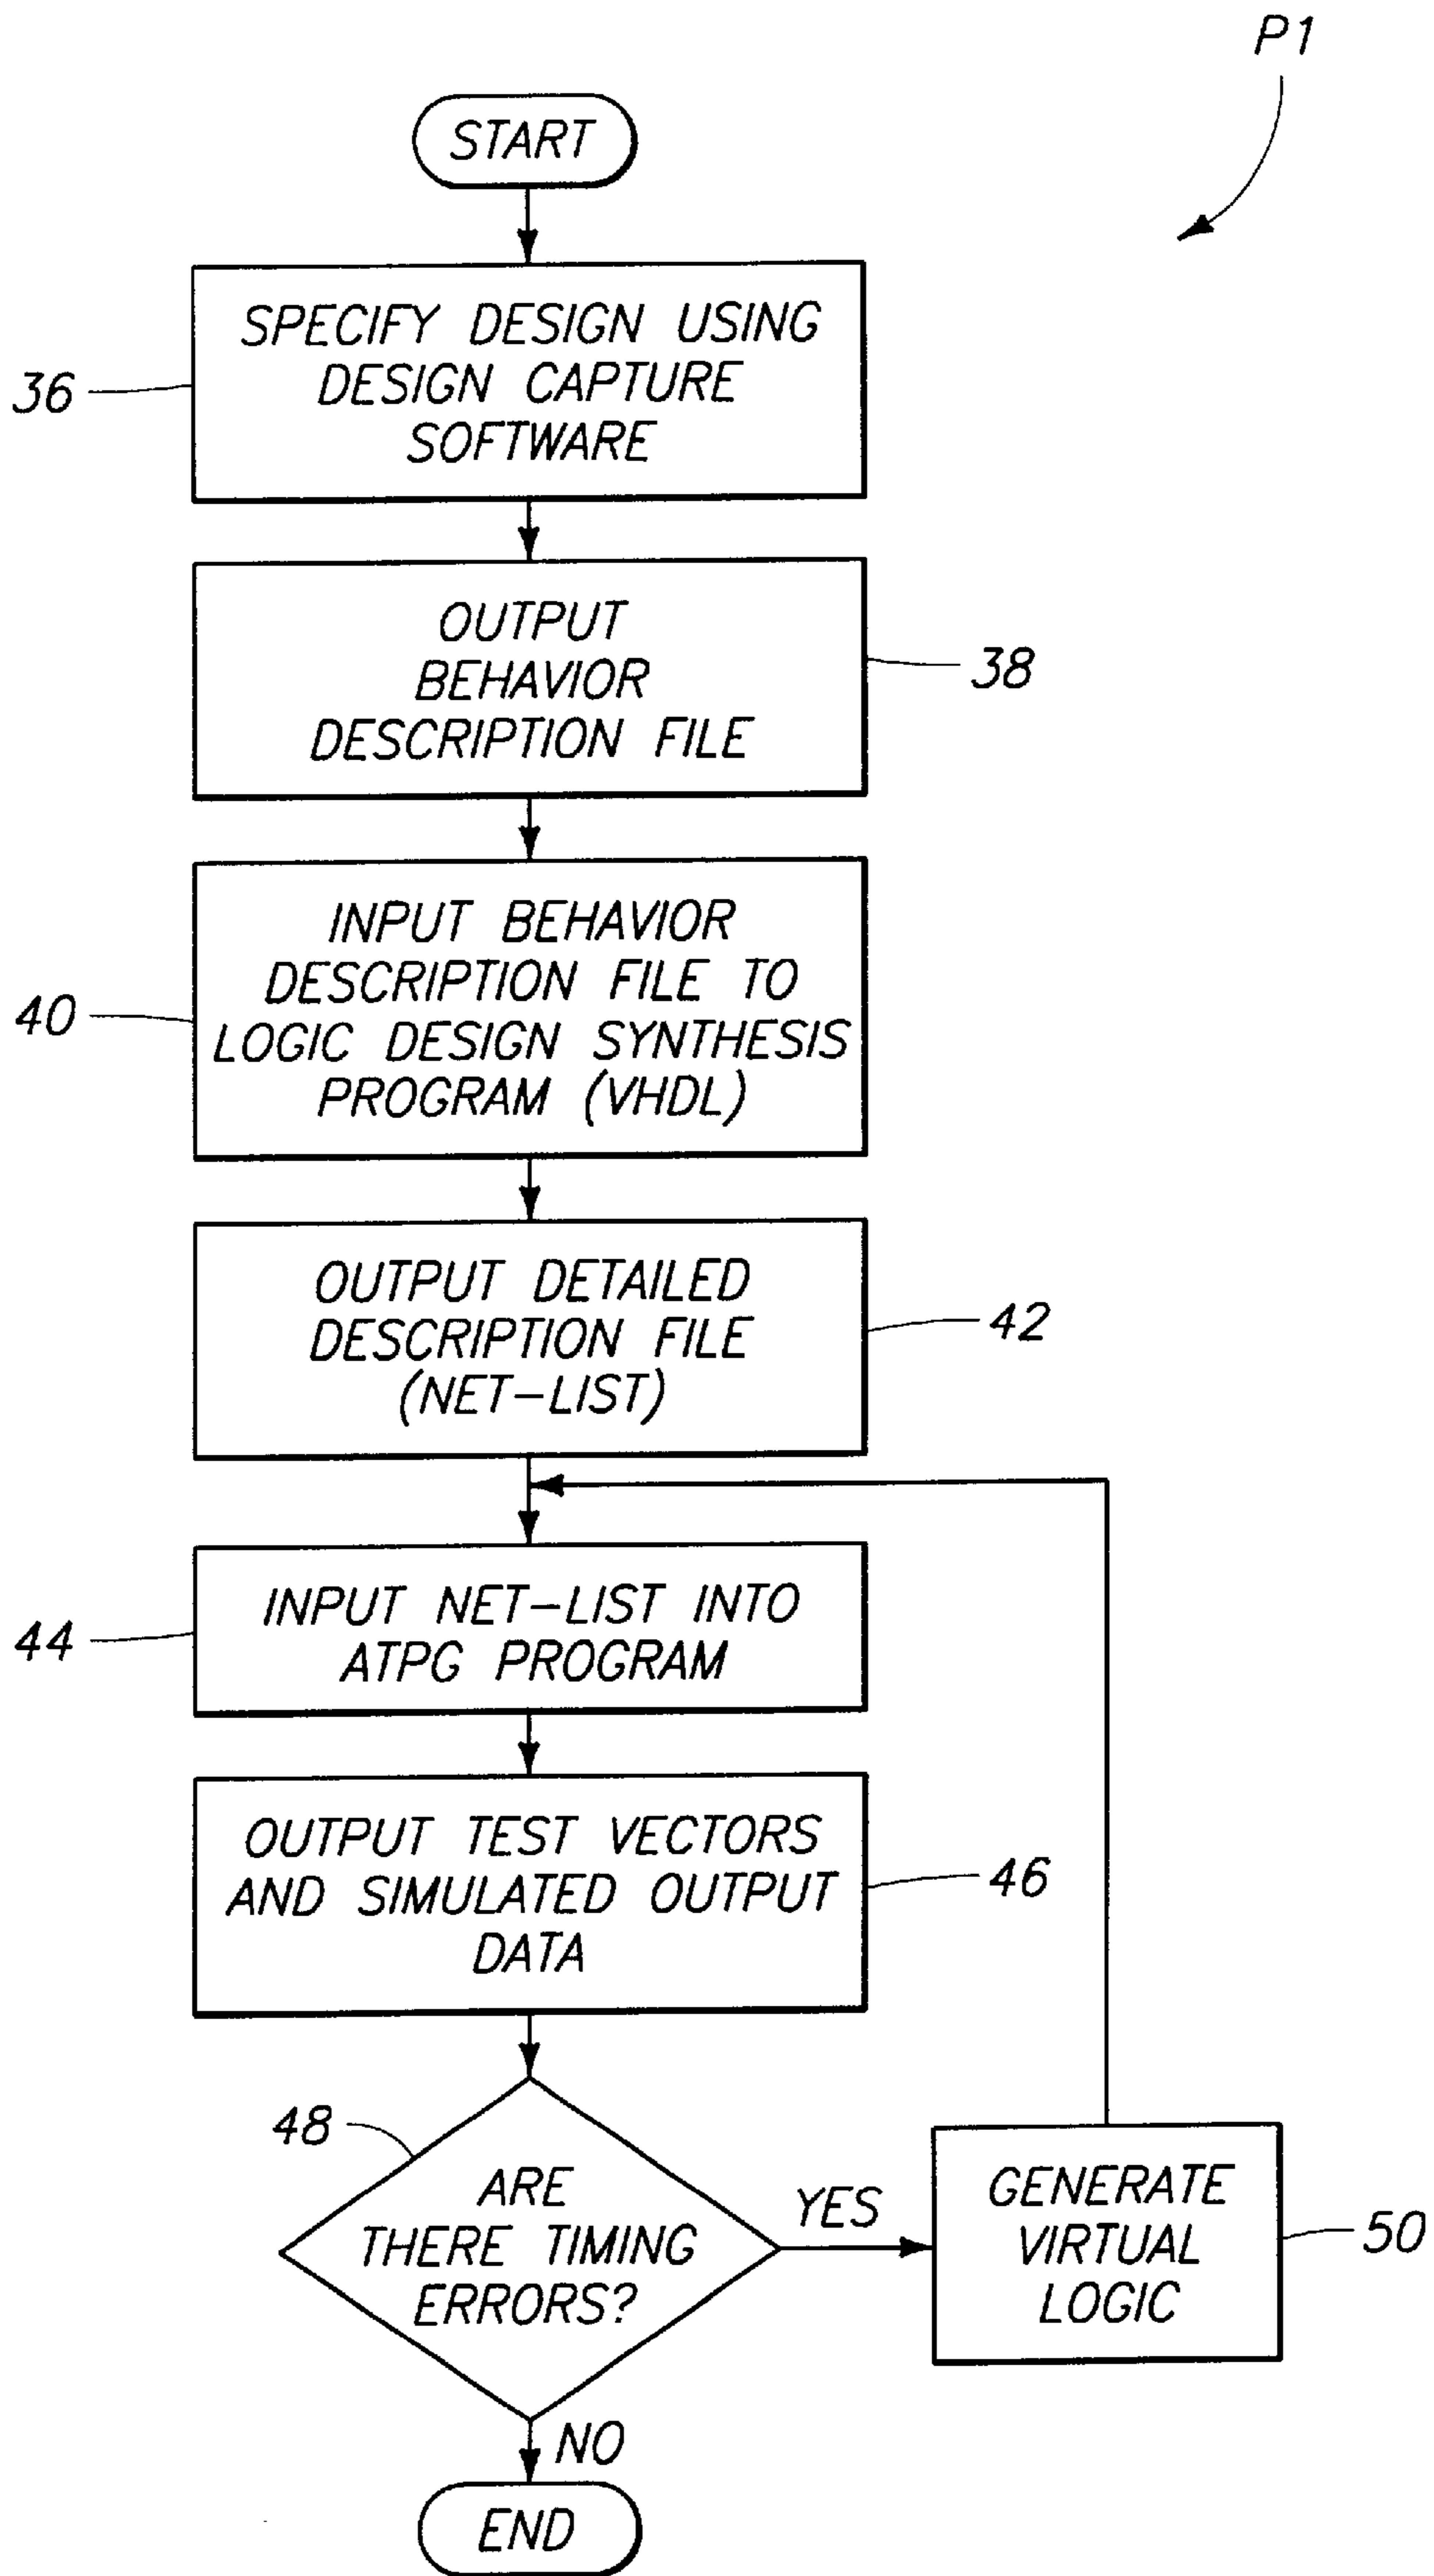 P1
START
SPECIFY DESIGN USING
DESIGN CAPTURE
SOFTWARE
36
OUTPUT
BEHAVIOR
DESCRIPTION FILE
38
INPUT BEHAVIOR
DESCRIPTION FILE TO
LOGIC DESIGN SYNTHESIS
PROGRAM (VHDL)
40
OUTPUT DETAILED
DESCRIPTION FILE
(NET-LIST)
42
INPUT NET-LIST INTO
ATPG PROGRAM
44
OUTPUT TEST VECTORS
AND SIMULATED OUTPUT
DATA
46
48
ARE
THERE TIMING
ERRORS?
YES
GENERATE
VIRTUAL
LOGIC
50
NO
END